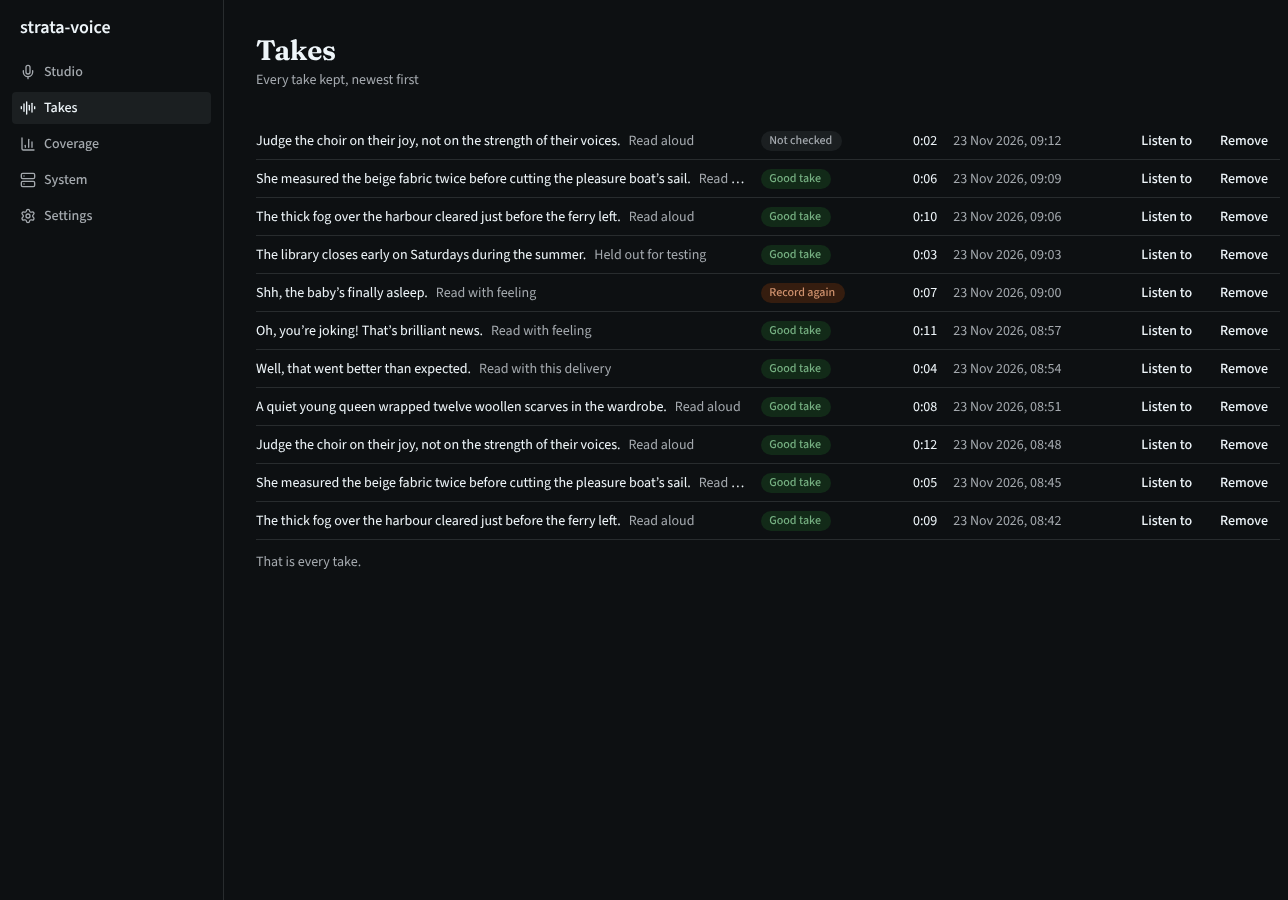 strata-voice
Studio
Takes
Coverage
System
Settings
Takes
Every take kept, newest first
Judge the choir on their joy, not on the strength of their voices. Read aloud Not checked 0:02 23 Nov 2026, 09:12 Listen to Remove
She measured the beige fabric twice before cutting the pleasure boat’s sail. Read … Good take 0:06 23 Nov 2026, 09:09 Listen to Remove
The thick fog over the harbour cleared just before the ferry left. Read aloud Good take 0:10 23 Nov 2026, 09:06 Listen to Remove
The library closes early on Saturdays during the summer. Held out for testing Good take 0:03 23 Nov 2026, 09:03 Listen to Remove
Shh, the baby’s finally asleep. Read with feeling Record again 0:07 23 Nov 2026, 09:00 Listen to Remove
Oh, you’re joking! That’s brilliant news. Read with feeling Good take 0:11 23 Nov 2026, 08:57 Listen to Remove
Well, that went better than expected. Read with this delivery Good take 0:04 23 Nov 2026, 08:54 Listen to Remove
A quiet young queen wrapped twelve woollen scarves in the wardrobe. Read aloud Good take 0:08 23 Nov 2026, 08:51 Listen to Remove
Judge the choir on their joy, not on the strength of their voices. Read aloud Good take 0:12 23 Nov 2026, 08:48 Listen to Remove
She measured the beige fabric twice before cutting the pleasure boat’s sail. Read … Good take 0:05 23 Nov 2026, 08:45 Listen to Remove
The thick fog over the harbour cleared just before the ferry left. Read aloud Good take 0:09 23 Nov 2026, 08:42 Listen to Remove
That is every take.